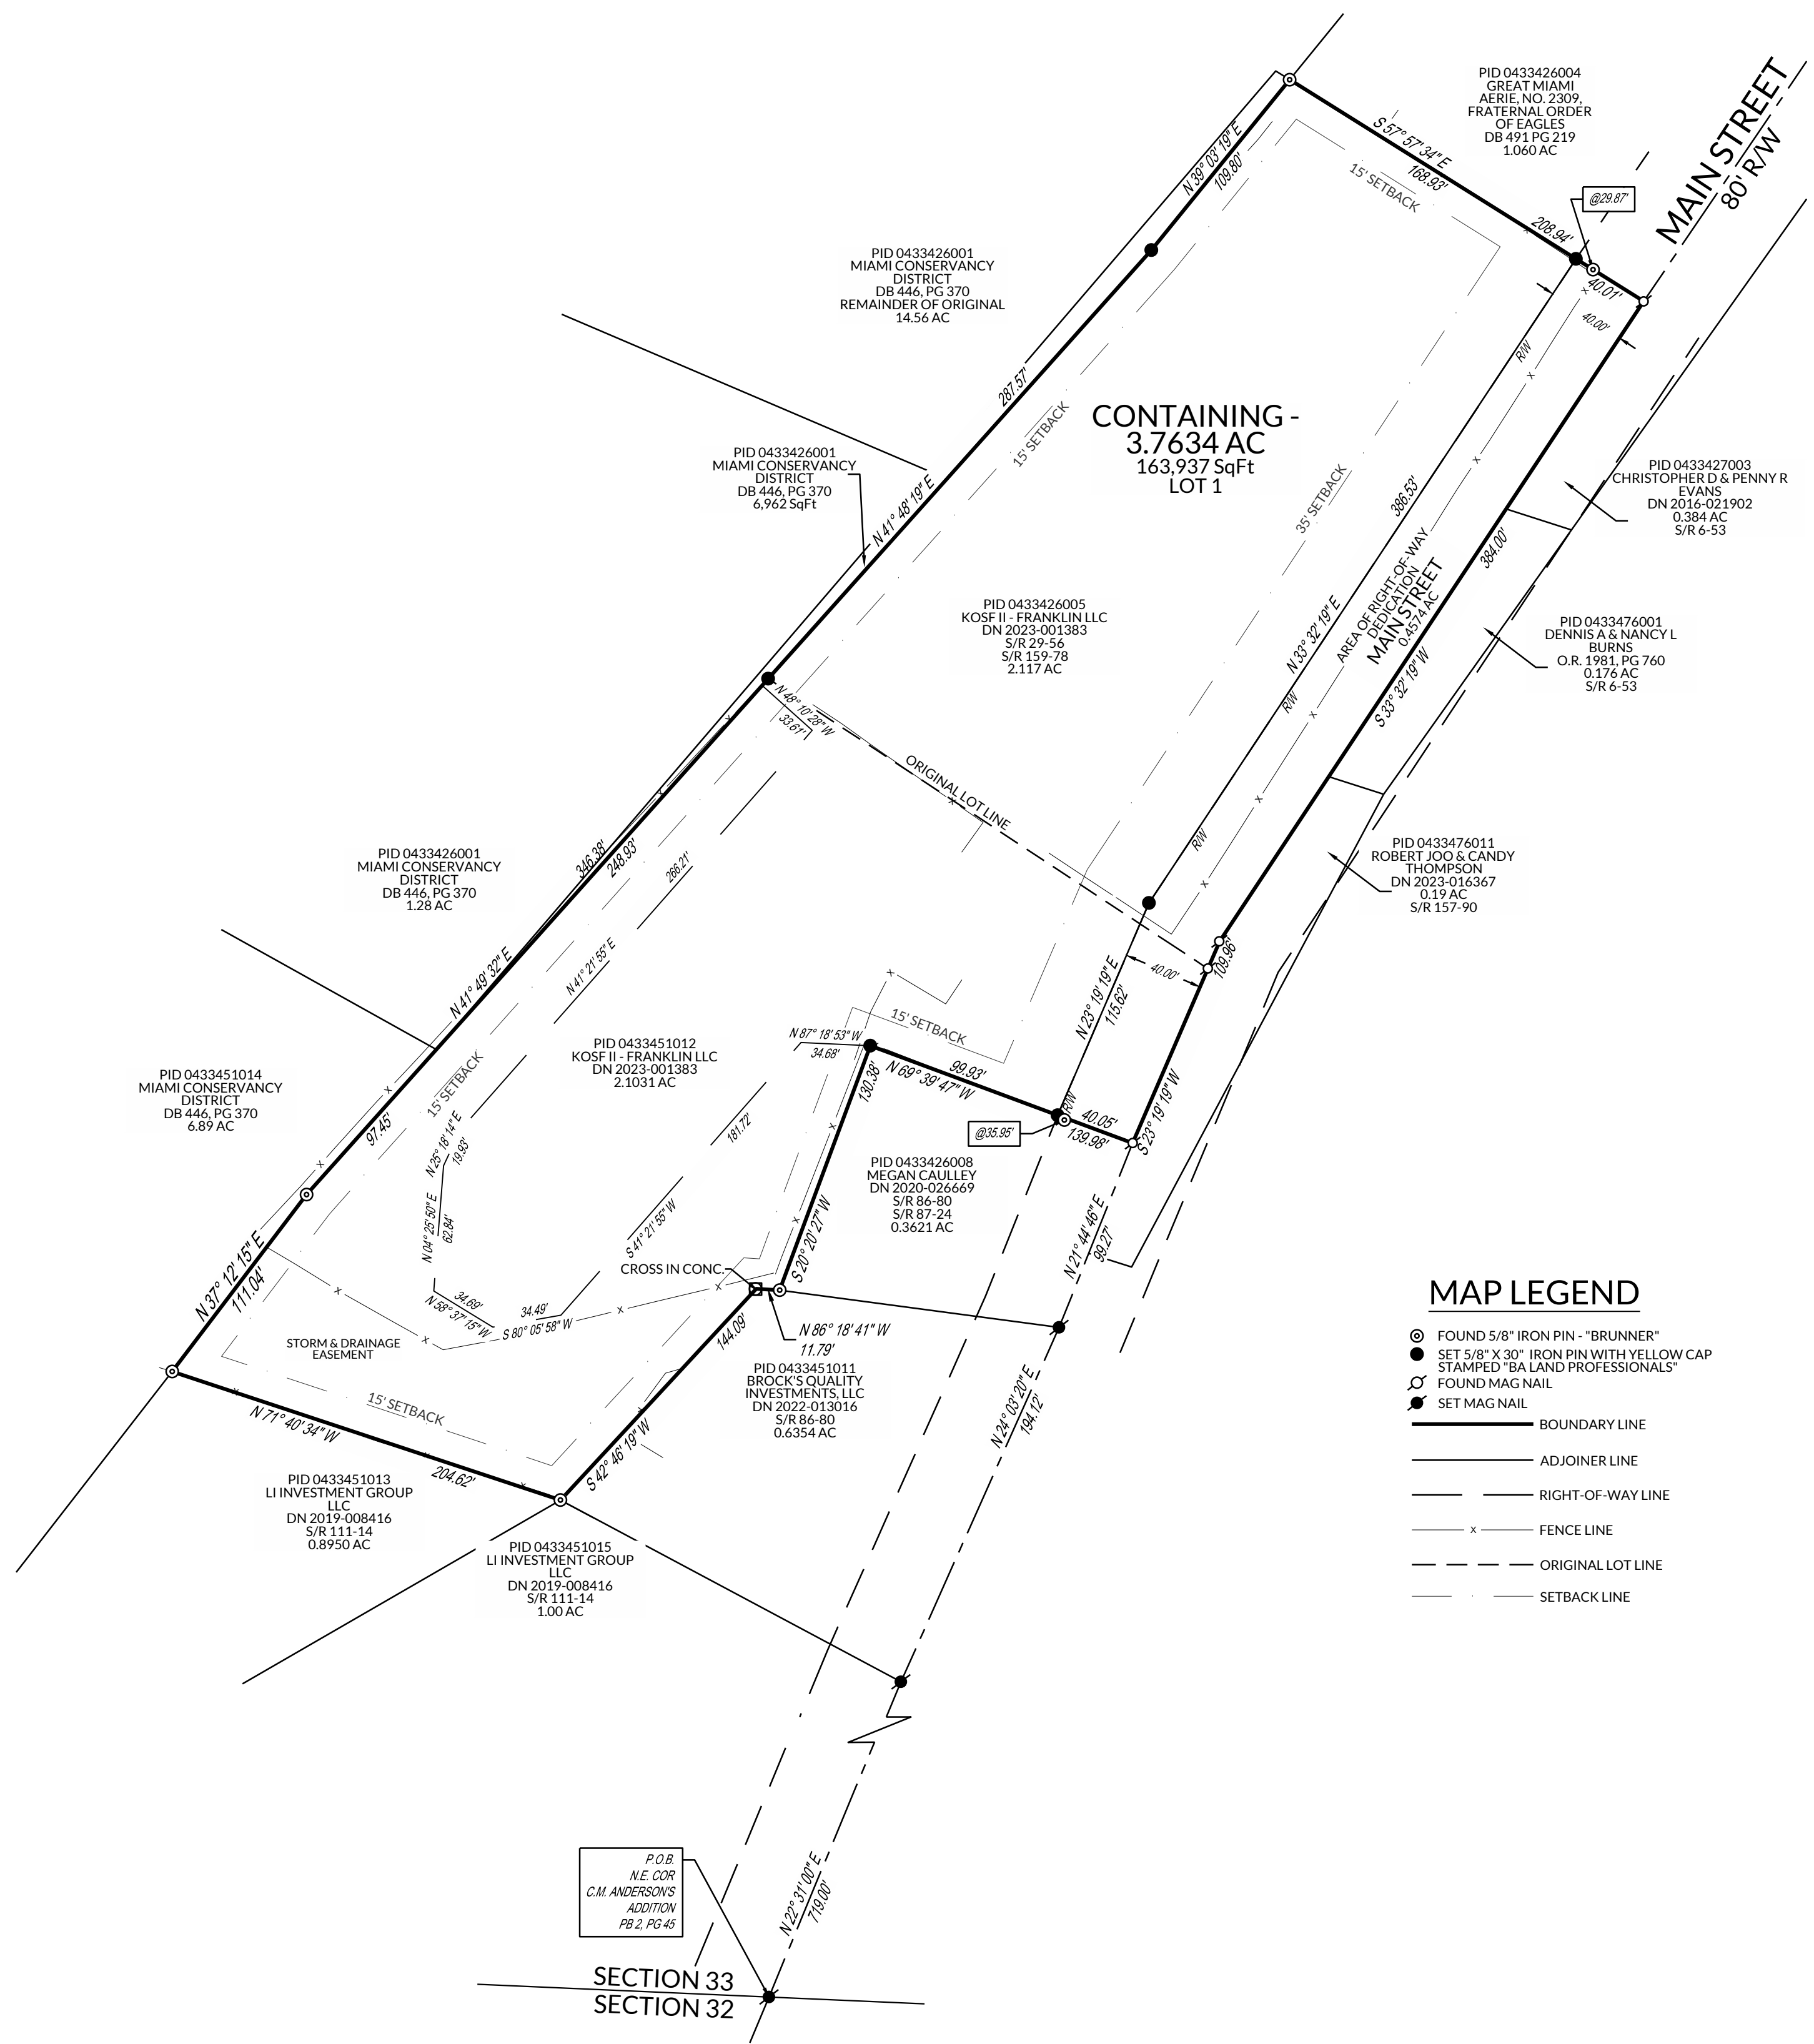 PID 0433426004
GREAT MIAMI
AERIE, NO. 2309,
FRATERNAL ORDER
OF EAGLES
DB 491 PG 219
1.060 AC
MAIN STREET
80' R/W
S 57° 57' 34" E
168.93'
15' SETBACK
208.94'
@29.87'
40.01'
40.00'
N 39° 03' 19" E
109.80'
PID 0433426001
MIAMI CONSERVANCY
DISTRICT
DB 446, PG 370
REMAINDER OF ORIGINAL
14.56 AC
287.57'
15' SETBACK
R/W
CONTAINING -
3.7634 AC
163,937 SqFt
LOT 1
PID 0433426001
MIAMI CONSERVANCY
DISTRICT
DB 446, PG 370
6,962 SqFt
N 41° 48' 19" E
35' SETBACK
386.53'
PID 0433427003
CHRISTOPHER D & PENNY R
EVANS
DN 2016-021902
0.384 AC
S/R 6-53
384.00'
AREA OF RIGHT-OF-WAY
DEDICATION
MAIN STREET
0.4574 AC
PID 0433426005
KOSF II - FRANKLIN LLC
DN 2023-001383
S/R 29-56
S/R 159-78
2.117 AC
N 33° 32' 19" E
R/W
S 33° 32' 19" W
PID 0433476001
DENNIS A & NANCY L
BURNS
O.R. 1981, PG 760
0.176 AC
S/R 6-53
N 48° 10' 28" W
33.61'
ORIGINAL LOT LINE
R/W
PID 0433476011
ROBERT JOO & CANDY
THOMPSON
DN 2023-016367
0.19 AC
S/R 157-90
346.38'
248.93'
266.21'
PID 0433426001
MIAMI CONSERVANCY
DISTRICT
DB 446, PG 370
1.28 AC
N 41° 49' 32" E
N 41° 21' 55" E
109.96'
40.00'
N 23° 19' 19" E
115.62'
15' SETBACK
N 87° 18' 53" W
34.68'
PID 0433451012
KOSF II - FRANKLIN LLC
DN 2023-001383
2.1031 AC
99.93'
N 69° 39' 47" W
130.38'
PID 0433451014
MIAMI CONSERVANCY
DISTRICT
DB 446, PG 370
6.89 AC
15' SETBACK
97.45'
N 25° 18' 14" E
19.93'
181.72'
R/W
40.05'
139.98'
@35.95'
S 23° 19' 19" W
PID 0433426008
MEGAN CAULLEY
DN 2020-026669
S/R 86-80
S/R 87-24
0.3621 AC
N 04° 25' 50" E
62.84'
S 41° 21' 55" W
S 20° 20' 27" W
N 21° 44' 46" E
99.27'
CROSS IN CONC.
N 37° 12' 15" E
111.04'
34.69'
N 58° 37' 15" W
34.49'
S 80° 05' 58" W
144.09'
N 86° 18' 41" W
11.79'
STORM & DRAINAGE
EASEMENT
PID 0433451011
BROCK'S QUALITY
INVESTMENTS, LLC
DN 2022-013016
S/R 86-80
0.6354 AC
15' SETBACK
N 71° 40' 34" W
204.62'
S 42° 46' 19" W
N 24° 03' 20" E
194.12'
PID 0433451013
LI INVESTMENT GROUP
LLC
DN 2019-008416
S/R 111-14
0.8950 AC
PID 0433451015
LI INVESTMENT GROUP
LLC
DN 2019-008416
S/R 111-14
1.00 AC
MAP LEGEND
FOUND 5/8" IRON PIN - "BRUNNER"
SET 5/8" X 30" IRON PIN WITH YELLOW CAP
STAMPED "BA LAND PROFESSIONALS"
FOUND MAG NAIL
SET MAG NAIL
BOUNDARY LINE
ADJOINER LINE
RIGHT-OF-WAY LINE
x FENCE LINE
ORIGINAL LOT LINE
SETBACK LINE
P.O.B.
N.E. COR
C.M. ANDERSON'S
ADDITION
PB 2, PG 45
N 22° 31' 00" E
719.00'
SECTION 33
SECTION 32